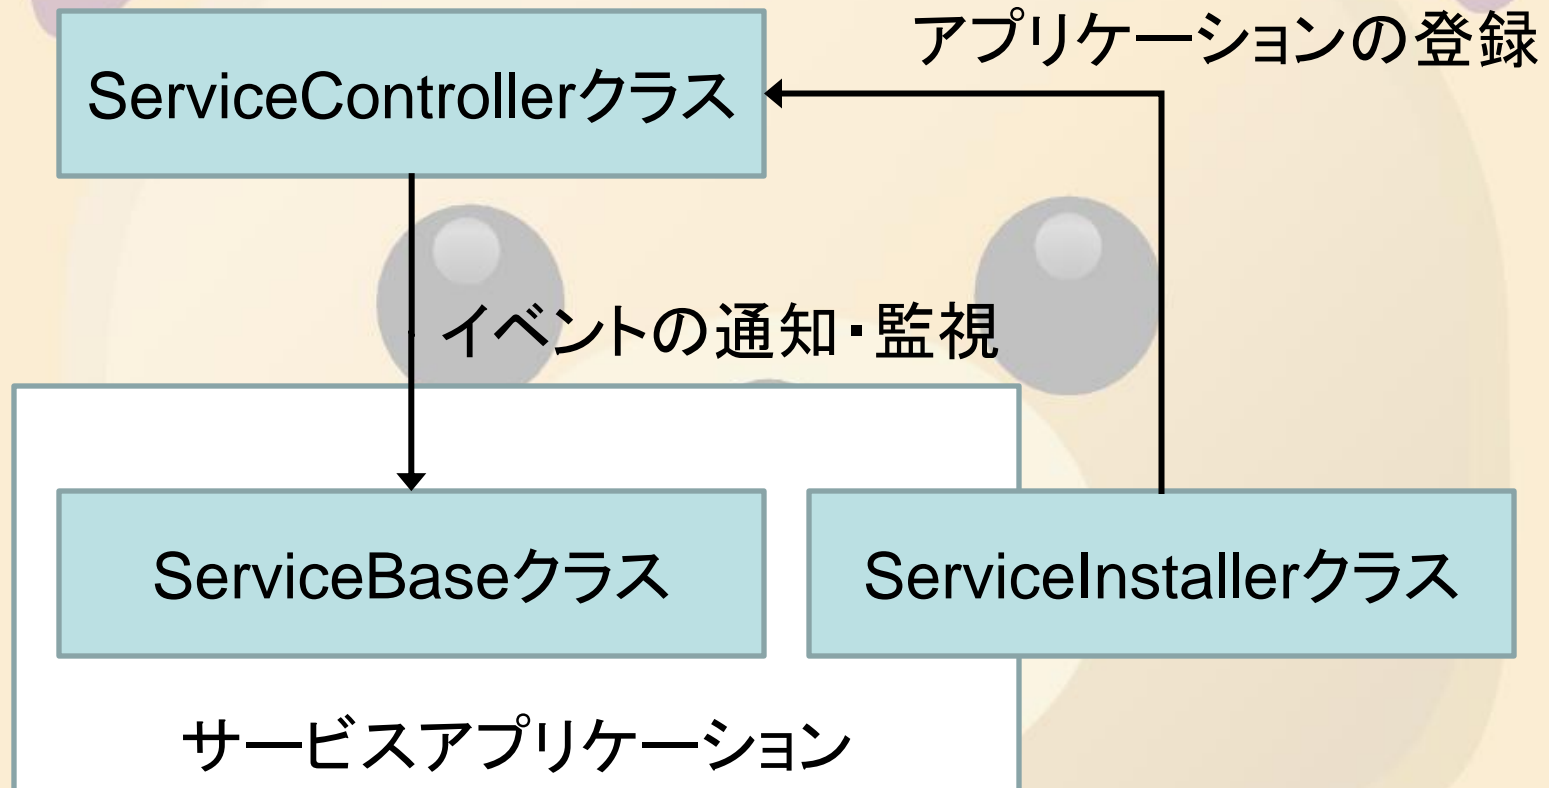 アプリケーションの登録
ServiceControllerクラス
イベントの通知・監視
ServiceBaseクラス
ServiceInstallerクラス
サービスアプリケーション